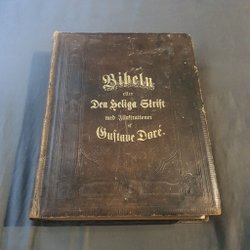 Bibeln
eller
Den Heliga Skrift
med Illustrationer
af
Gustave Doré.